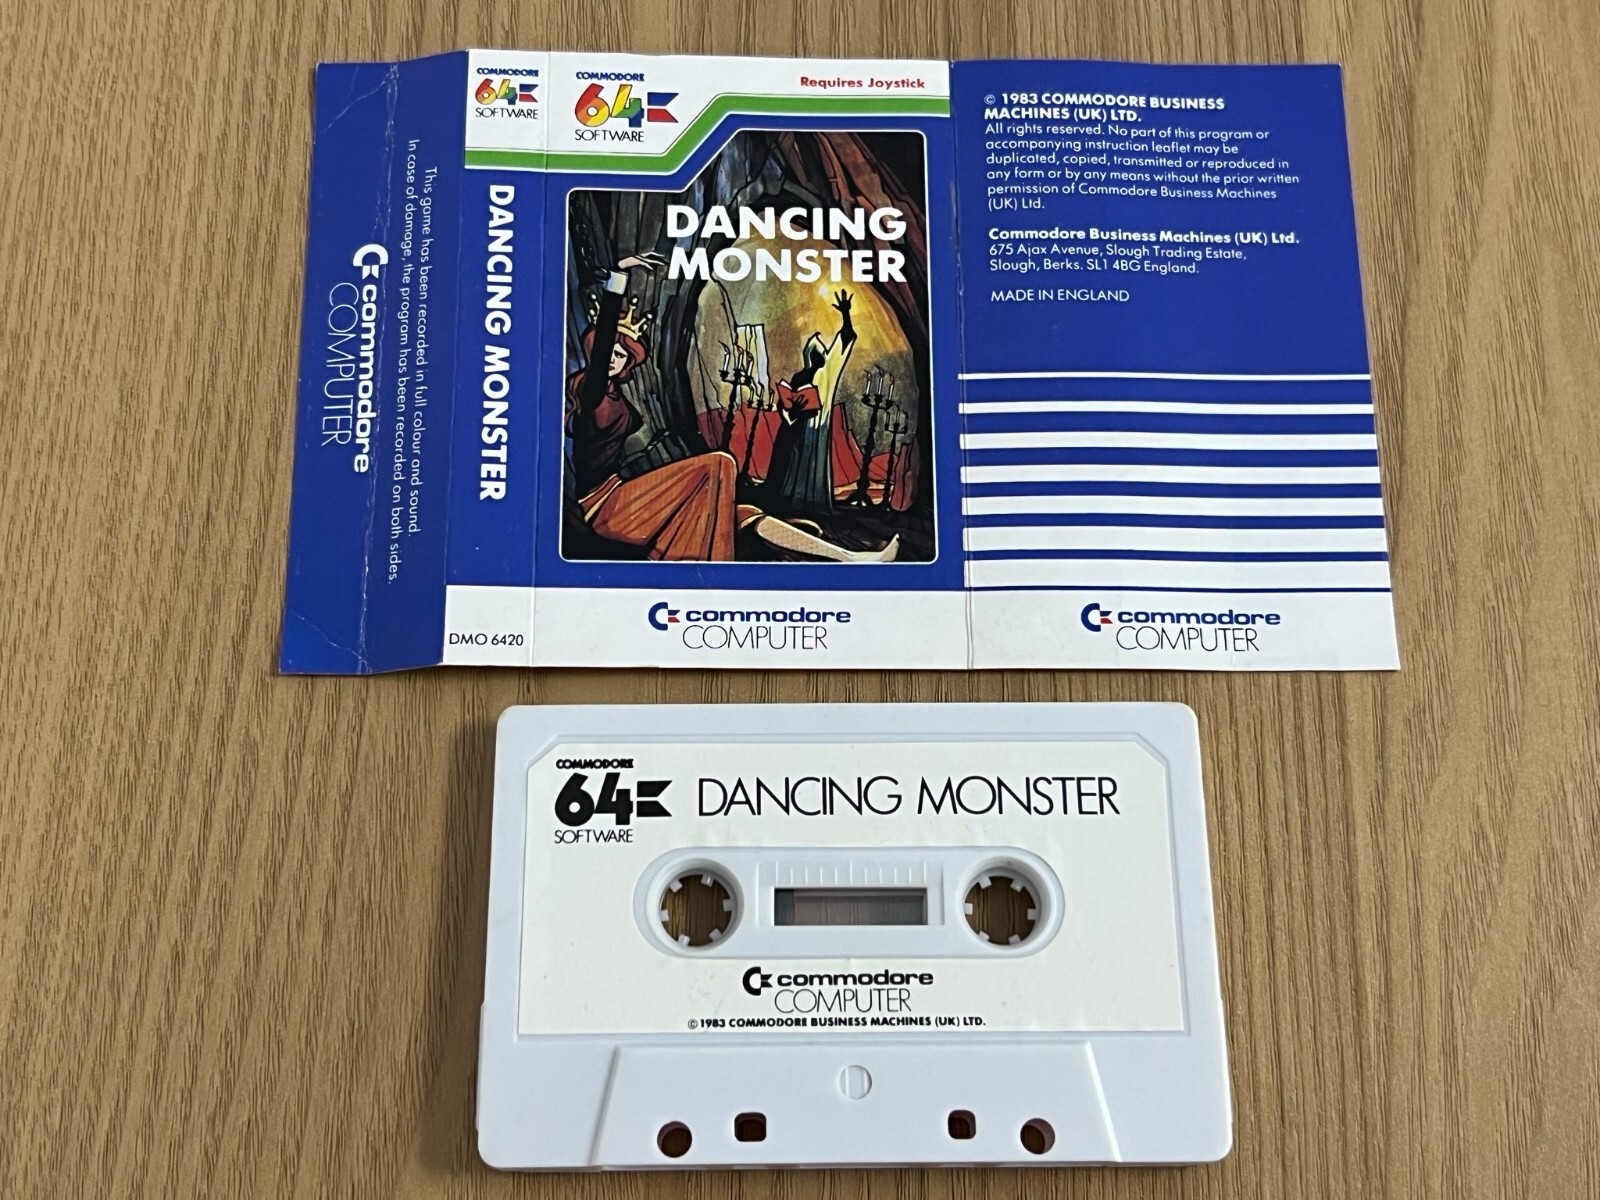 This game has been recorded in full colour and sound.
In case of damage, the program has been recorded on both sides.
commodore
COMPUTER
COMMODORE
64
SOFTWARE
DANCING MONSTER
DMO 6420
COMMODORE
64
SOFTWARE
Requires Joystick
DANCING
MONSTER
commodore
COMPUTER
© 1983 COMMODORE BUSINESS
MACHINES (UK) LTD.
All rights reserved. No part of this program or
accompanying instruction leaflet may be
duplicated, copied, transmitted or reproduced in
any form or by any means without the prior written
permission of Commodore Business Machines
(UK) Ltd.
Commodore Business Machines (UK) Ltd.
675 Ajax Avenue, Slough Trading Estate,
Slough, Berks. SL1 4BG England.
MADE IN ENGLAND
commodore
COMPUTER
COMMODORE
64
SOFTWARE
DANCING MONSTER
commodore
COMPUTER
© 1983 COMMODORE BUSINESS MACHINES (UK) LTD.